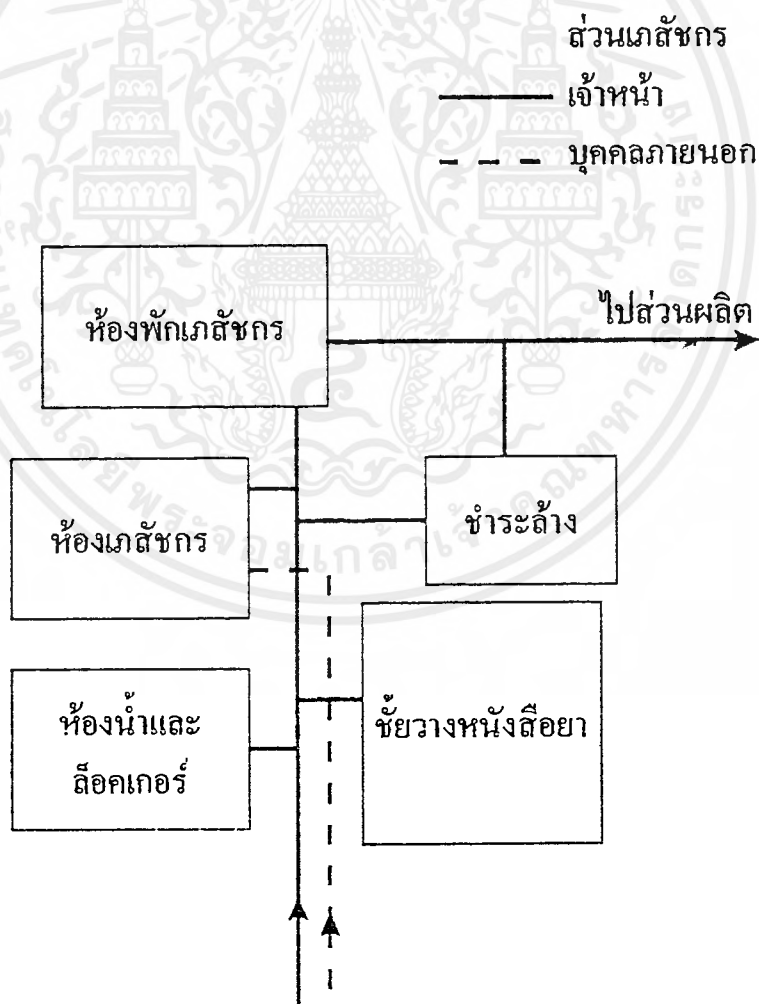 ส่วนเภสัชกร
เจ้าหน้า
บุคคลภายนอก
ห้องพักเภสัชกร
ไปส่วนผลิต
ห้องเภสัชกร
ชำระล้าง
ห้องน้ำและ
ล็อคเกอร์
ชั้ยวางหนังสือยา